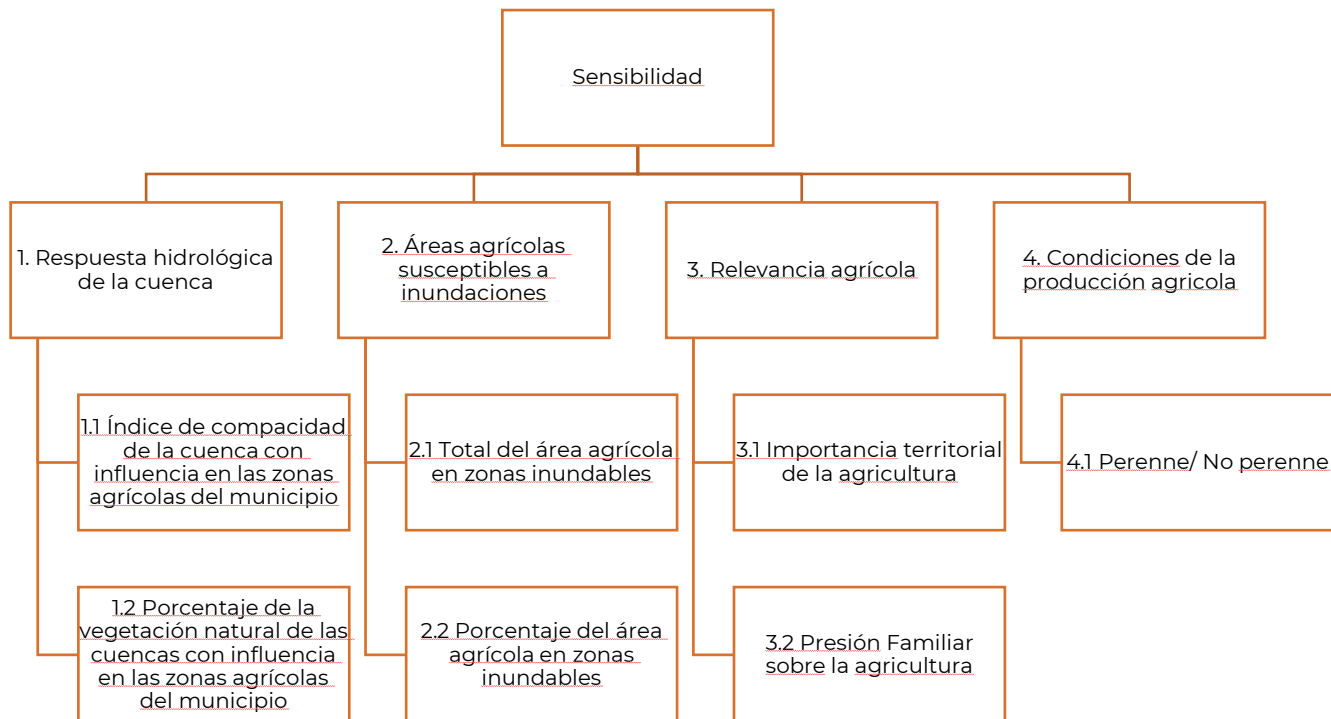 Sensibilidad
1. Respuesta hidrológica
de la cuenca
2. Áreas agrícolas
susceptibles a
inundaciones
3. Relevancia agrícola
4. Condiciones de la
producción agricola
1.1 Índice de compacidad
de la cuenca con
influencia en las zonas
agrícolas del municipio
2.1 Total del área agrícola
en zonas inundables
3.1 Importancia territorial
de la agricultura
4.1 Perenne/ No perenne
1.2 Porcentaje de la
vegetación natural de las
cuencas con influencia
en las zonas agrícolas
del municipio
2.2 Porcentaje del área
agrícola en zonas
inundables
3.2 Presión Familiar
sobre la agricultura